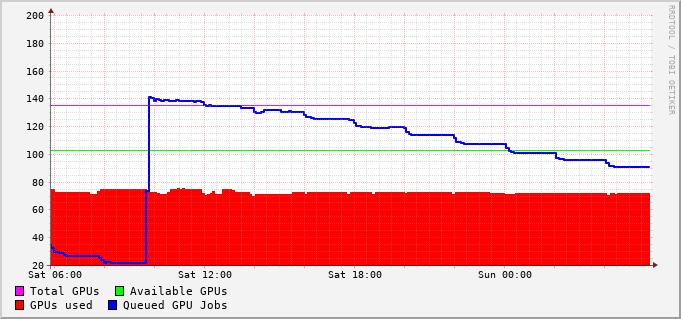 200
180
160
140
120
100
80
60
40
20
Sat 06:00 Sat 12:00 Sat 18:00 Sun 00:00
Total GPUs Available GPUs
GPUs used Queued GPU Jobs
RRDTOOL / TOBI OETIKER